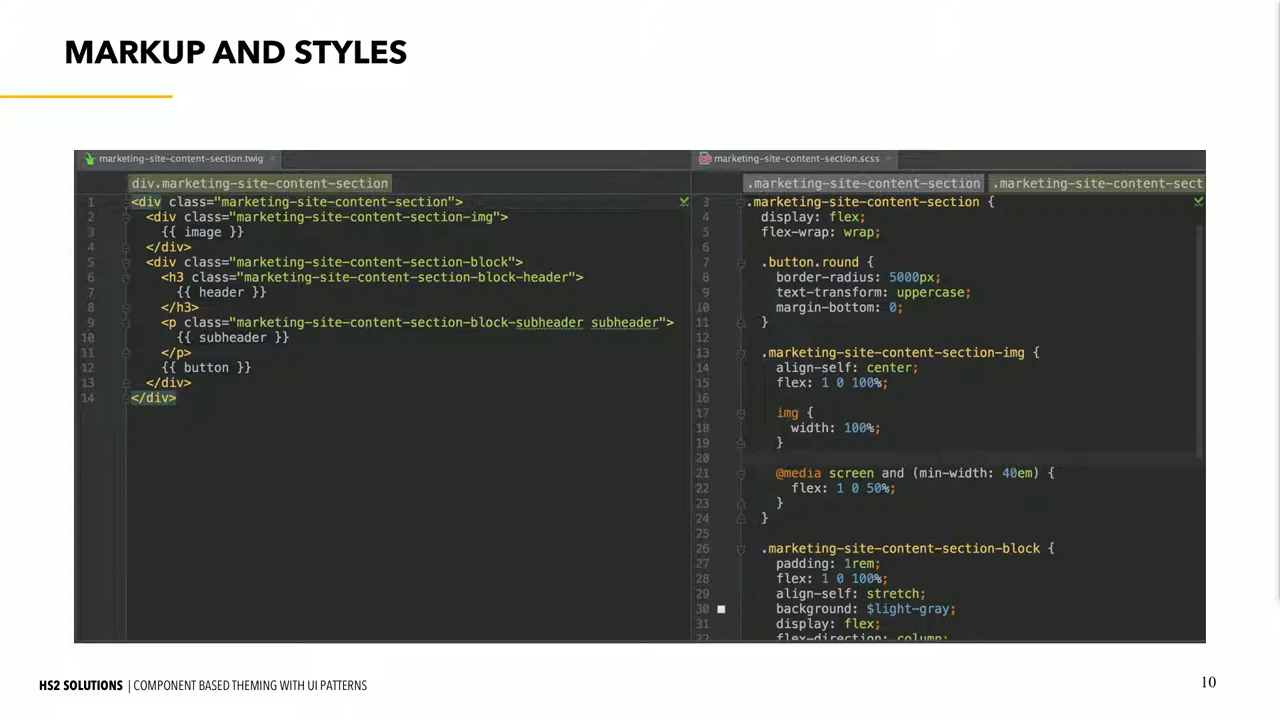 MARKUP AND STYLES
marketing-site-content-section.twig
div.marketing-site-content-section
1 <div class="marketing-site-content-section">
2 <div class="marketing-site-content-section-img">
3 {{ image }}
4 </div>
5 <div class="marketing-site-content-section-block">
6 <h3 class="marketing-site-content-section-block-header">
7 {{ header }}
8 </h3>
9 <p class="marketing-site-content-section-block-subheader subheader">
10 {{ subheader }}
11 </p>
12 {{ button }}
13 </div>
14 </div>
marketing-site-content-section.scss
.marketing-site-content-section .marketing-site-content-sect
3 .marketing-site-content-section {
4 display: flex;
5 flex-wrap: wrap;
6
7 .button.round {
8 border-radius: 5000px;
9 text-transform: uppercase;
10 margin-bottom: 0;
11 }
12
13 .marketing-site-content-section-img {
14 align-self: center;
15 flex: 1 0 100%;
16
17 img {
18 width: 100%;
19 }
20
21 @media screen and (min-width: 40em) {
22 flex: 1 0 50%;
23 }
24 }
25
26 .marketing-site-content-section-block {
27 padding: 1rem;
28 flex: 1 0 100%;
29 align-self: stretch;
30 background: $light-gray;
31 display: flex;
32 flex-direction: column;
HS2 SOLUTIONS | COMPONENT BASED THEMING WITH UI PATTERNS
10